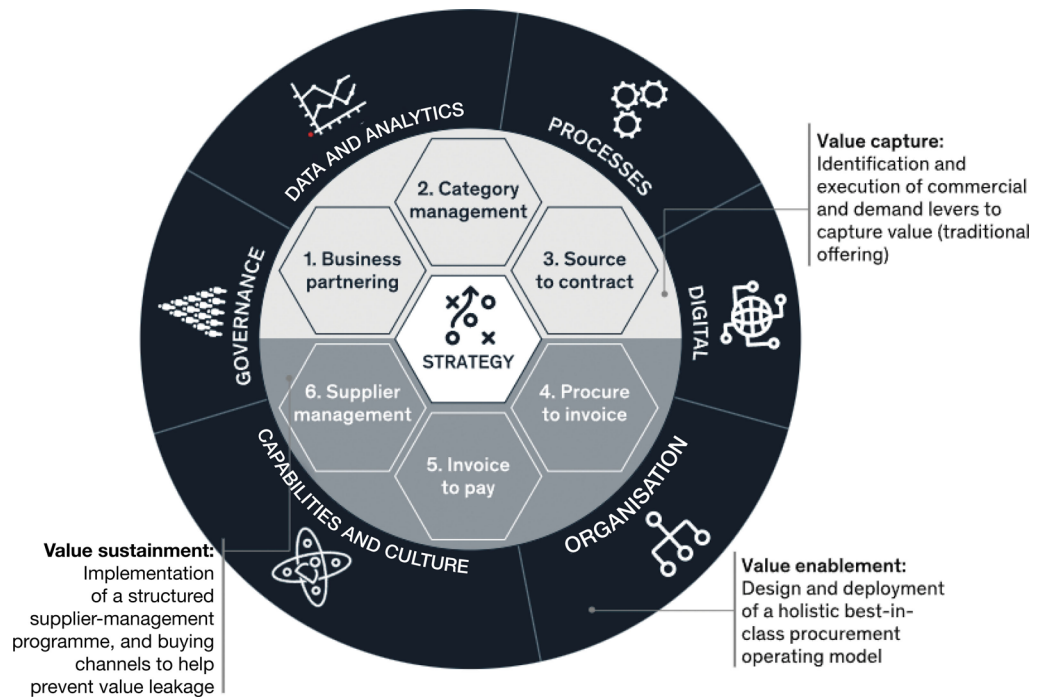 DATA AND ANALYTICS
PROCESSES
DIGITAL
ORGANISATION
CAPABILITIES AND CULTURE
GOVERNANCE
1. Business
partnering
2. Category
management
3. Source
to contract
4. Procure
to invoice
5. Invoice
to pay
6. Supplier
management
STRATEGY
Value capture:
Identification and
execution of commercial
and demand levers to
capture value (traditional
offering)
Value enablement:
Design and deployment
of a holistic best-in-
class procurement
operating model
Value sustainment:
Implementation
of a structured
supplier-management
programme, and buying
channels to help
prevent value leakage